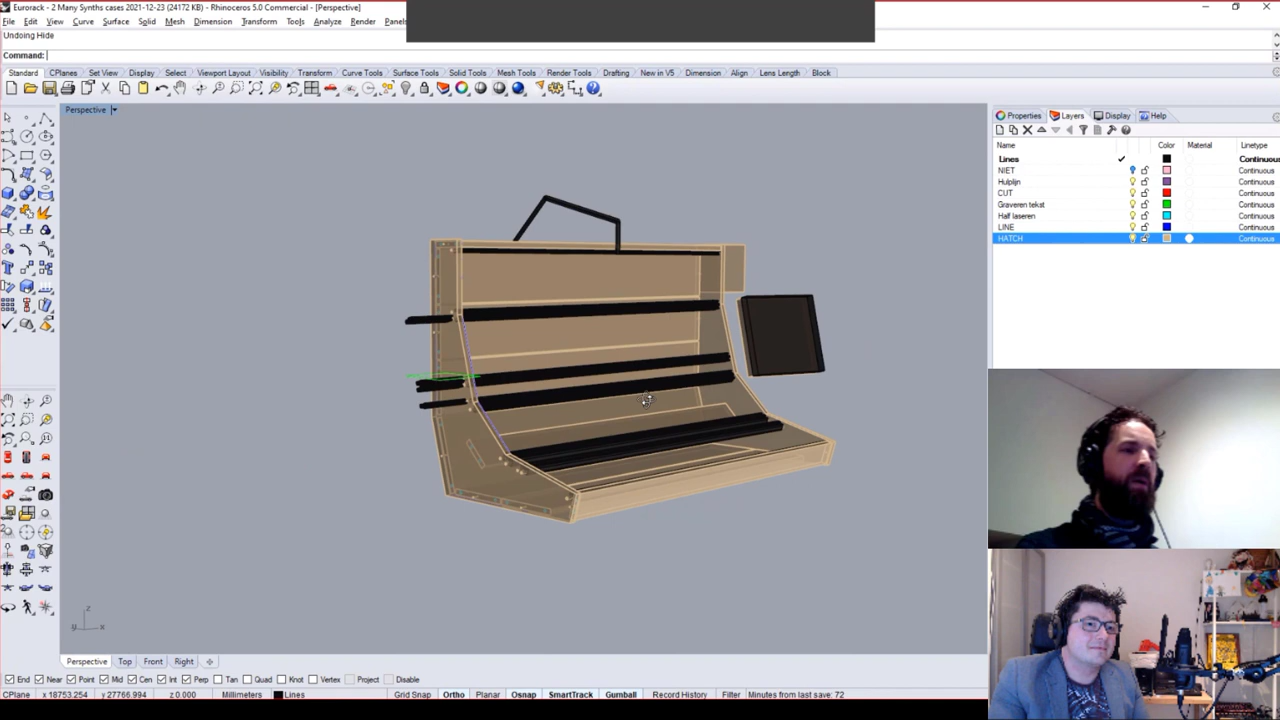 Eurorack - 2 Many Synths cases 2021-12-23 (24172 KB) - Rhinoceros 5.0 Commercial - [Perspective]
File Edit View Curve Surface Solid Mesh Dimension Transform Tools Analyze Render Panels
Undoing Hide
Command:
Standard CPlanes Set View Display Select Viewport Layout Visibility Transform Curve Tools Surface Tools Solid Tools Mesh Tools Render Tools Drafting New in V5 Dimension Align Lens Length Block
Perspective
Properties Layers Display Help
Name Color Material Linetype
Lines Continuous
NIET Continuous
Hulplijn Continuous
CUT Continuous
Graveren tekst Continuous
Half laseren Continuous
LINE Continuous
HATCH Continuous
z
y x
Perspective Top Front Right
End Near Point Mid Cen Int Perp Tan Quad Knot Vertex Project Disable
CPlane x 18753.254 y 27766.994 z 0.000 Millimeters Lines Grid Snap Ortho Planar Osnap SmartTrack Gumball Record History Filter Minutes from last save: 72